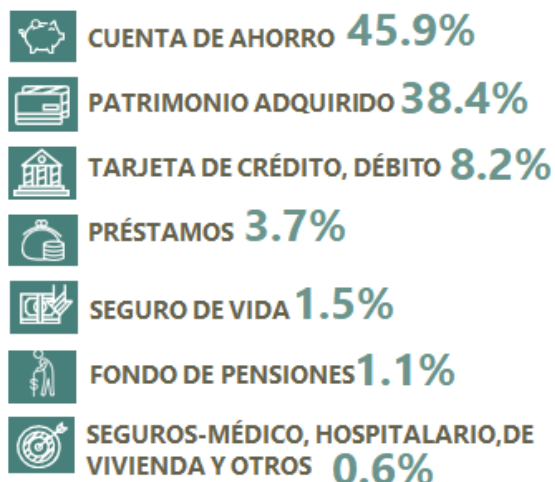 CUENTA DE AHORRO 45.9%
PATRIMONIO ADQUIRIDO 38.4%
TARJETA DE CRÉDITO, DÉBITO 8.2%
PRÉSTAMOS 3.7%
SEGURO DE VIDA 1.5%
FONDO DE PENSIONES 1.1%
SEGUROS-MÉDICO, HOSPITALARIO,DE
VIVIENDA Y OTROS 0.6%